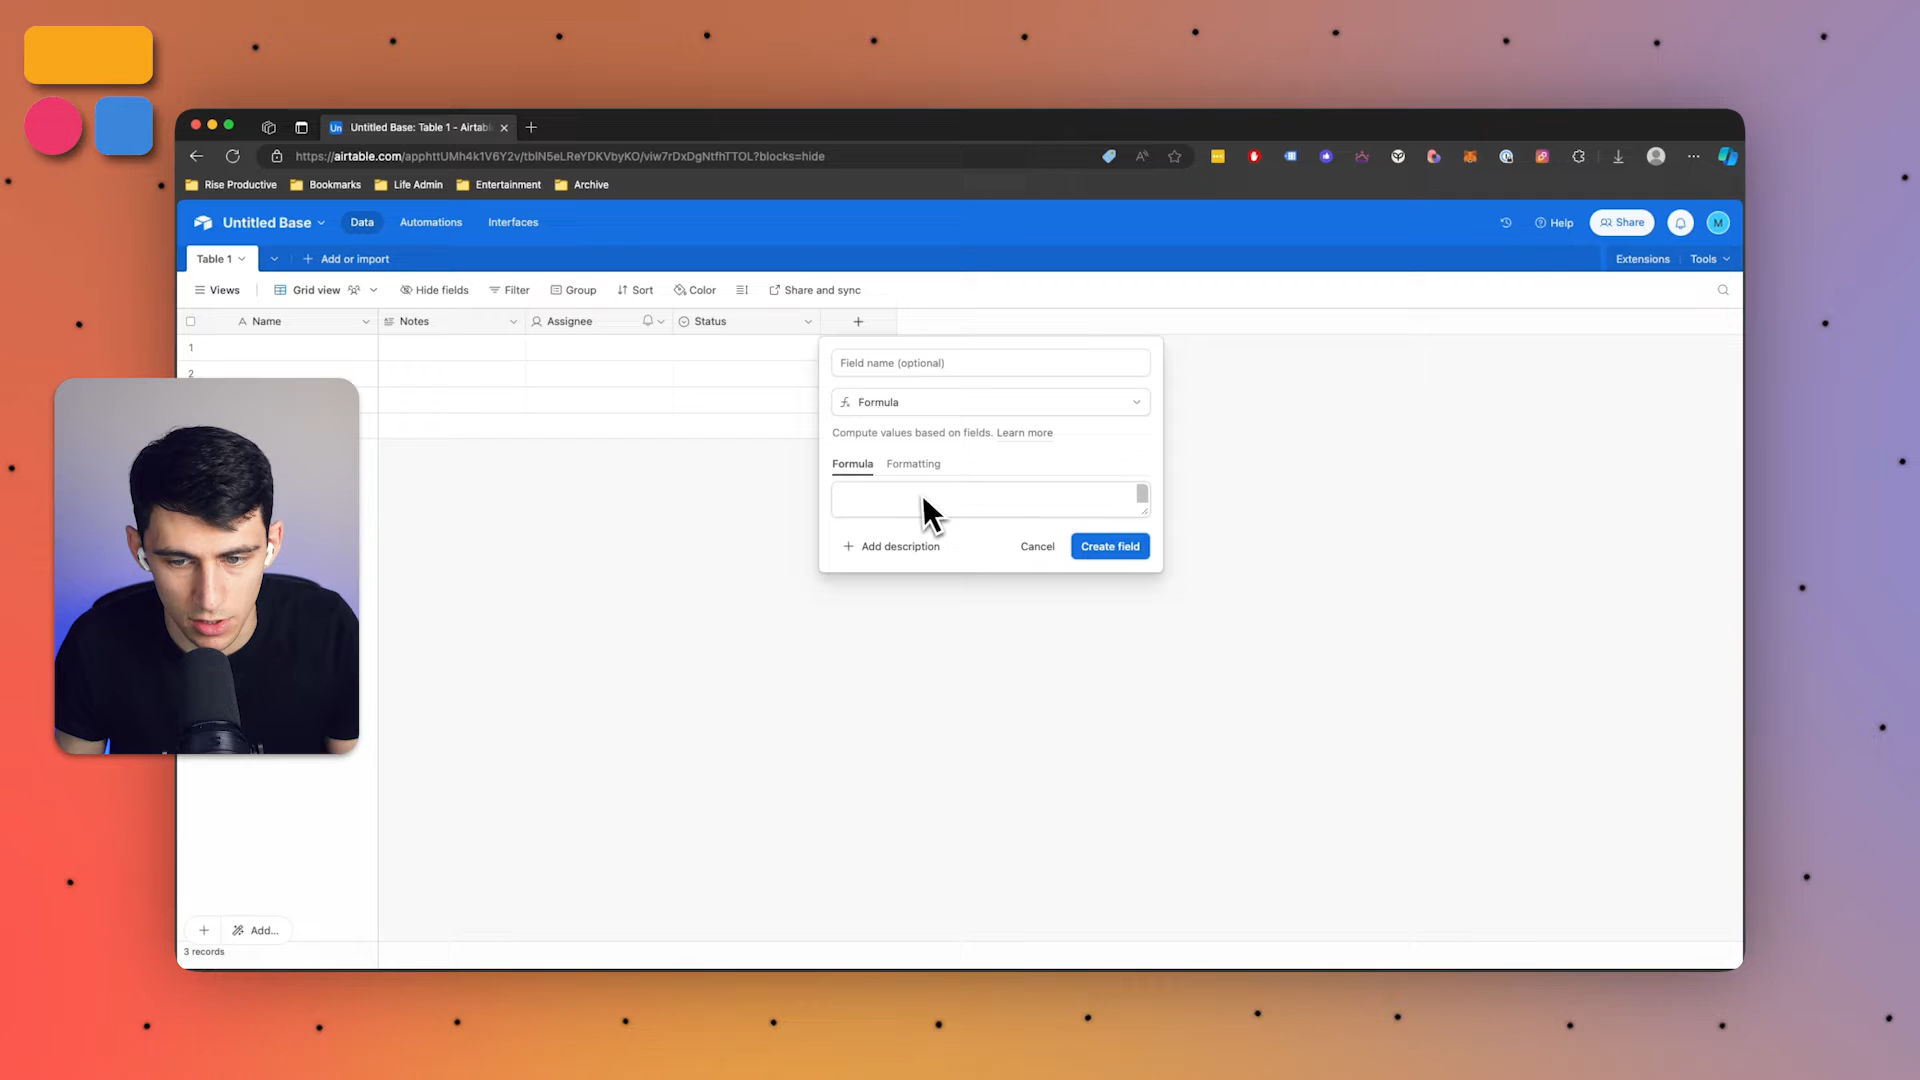 Un Untitled Base: Table 1 - Airtabl
https://airtable.com/apphttUMh4k1V6Y2v/tblN5eLReYDKVbyKO/viw7rDxDgNtfhTTOL?blocks=hide
Rise Productive Bookmarks Life Admin Entertainment Archive
Untitled Base Data Automations Interfaces Help Share M
Table 1 Add or import Extensions Tools
Views Grid view Hide fields Filter Group Sort Color Share and sync
Name Notes Assignee Status
1
2
Field name (optional)
Formula
Compute values based on fields. Learn more
Formula Formatting
Add description Cancel Create field
Add...
3 records